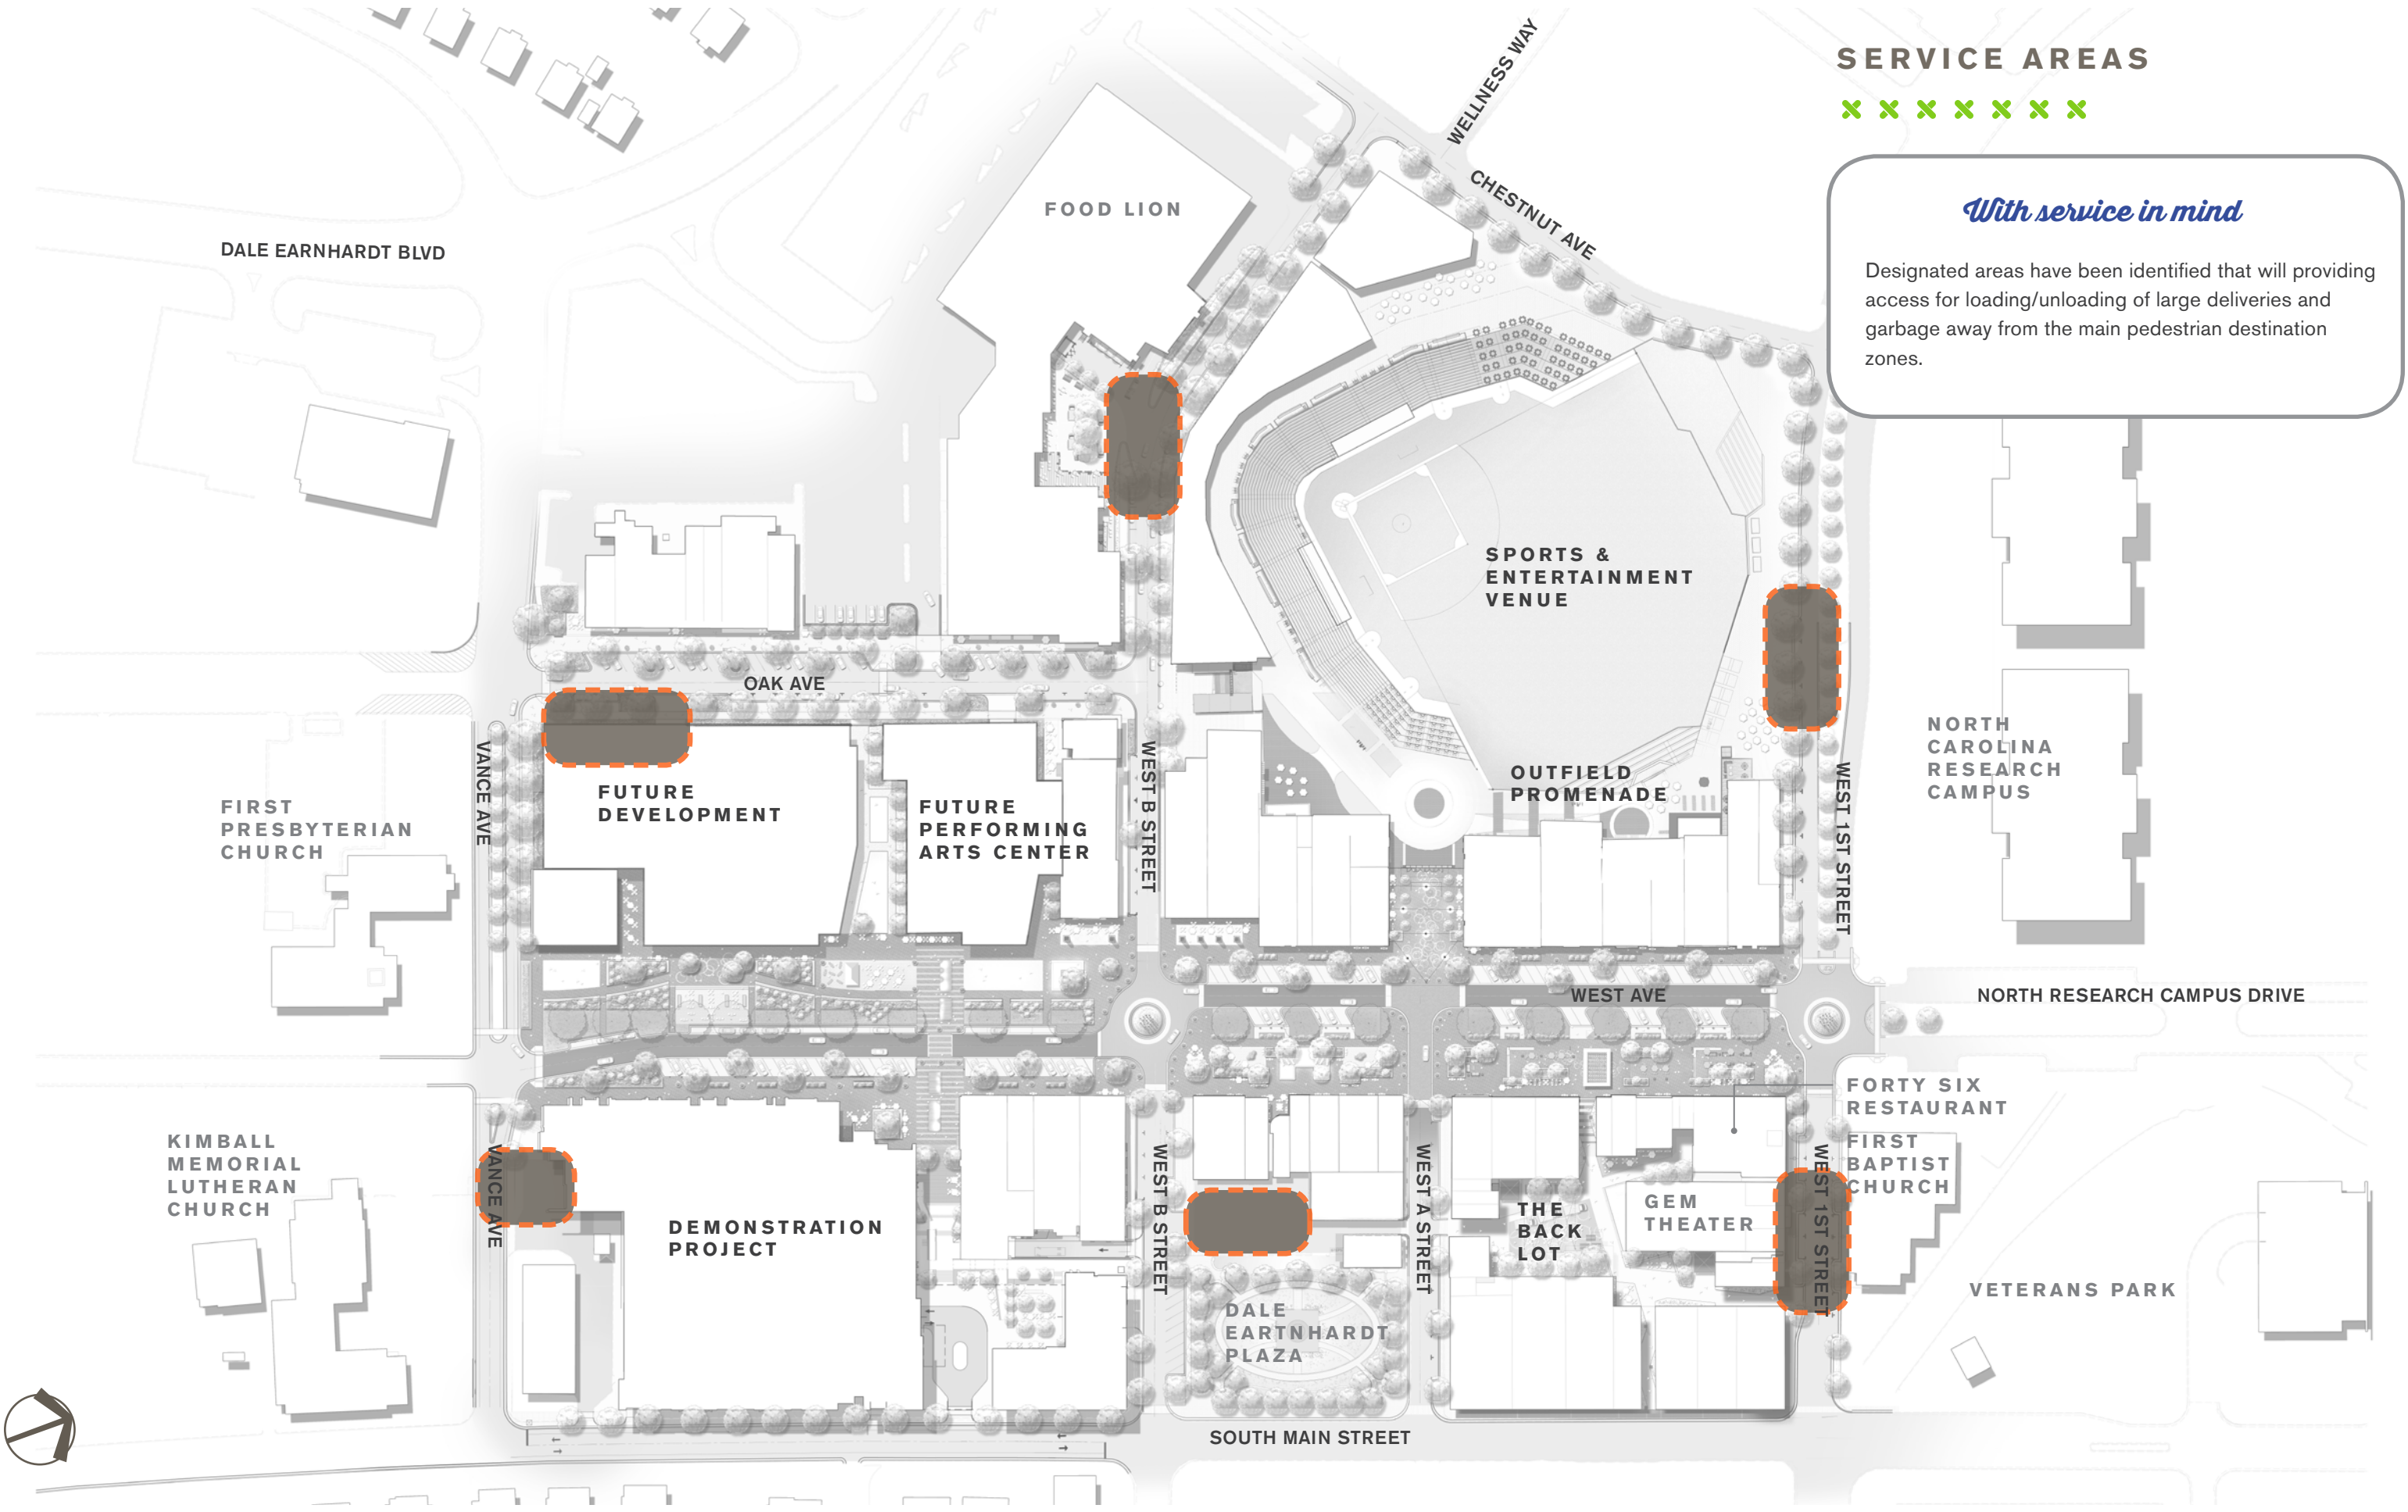 SERVICE AREAS
With service in mind
Designated areas have been identified that will providing
access for loading/unloading of large deliveries and
garbage away from the main pedestrian destination
zones.
WELLNESS WAY
CHESTNUT AVE
FOOD LION
DALE EARNHARDT BLVD
SPORTS &
ENTERTAINMENT
VENUE
OAK AVE
VANCE AVE
WEST B STREET
WEST 1ST STREET
NORTH
CAROLINA
RESEARCH
CAMPUS
OUTFIELD
PROMENADE
FUTURE
DEVELOPMENT
FUTURE
PERFORMING
ARTS CENTER
FIRST
PRESBYTERIAN
CHURCH
WEST AVE
NORTH RESEARCH CAMPUS DRIVE
FORTY SIX
RESTAURANT
FIRST
BAPTIST
CHURCH
KIMBALL
MEMORIAL
LUTHERAN
CHURCH
VANCE AVE
WEST B STREET
WEST A STREET
WEST 1ST STREET
DEMONSTRATION
PROJECT
THE
BACK
LOT
GEM
THEATER
VETERANS PARK
DALE
EARTNHARDT
PLAZA
SOUTH MAIN STREET